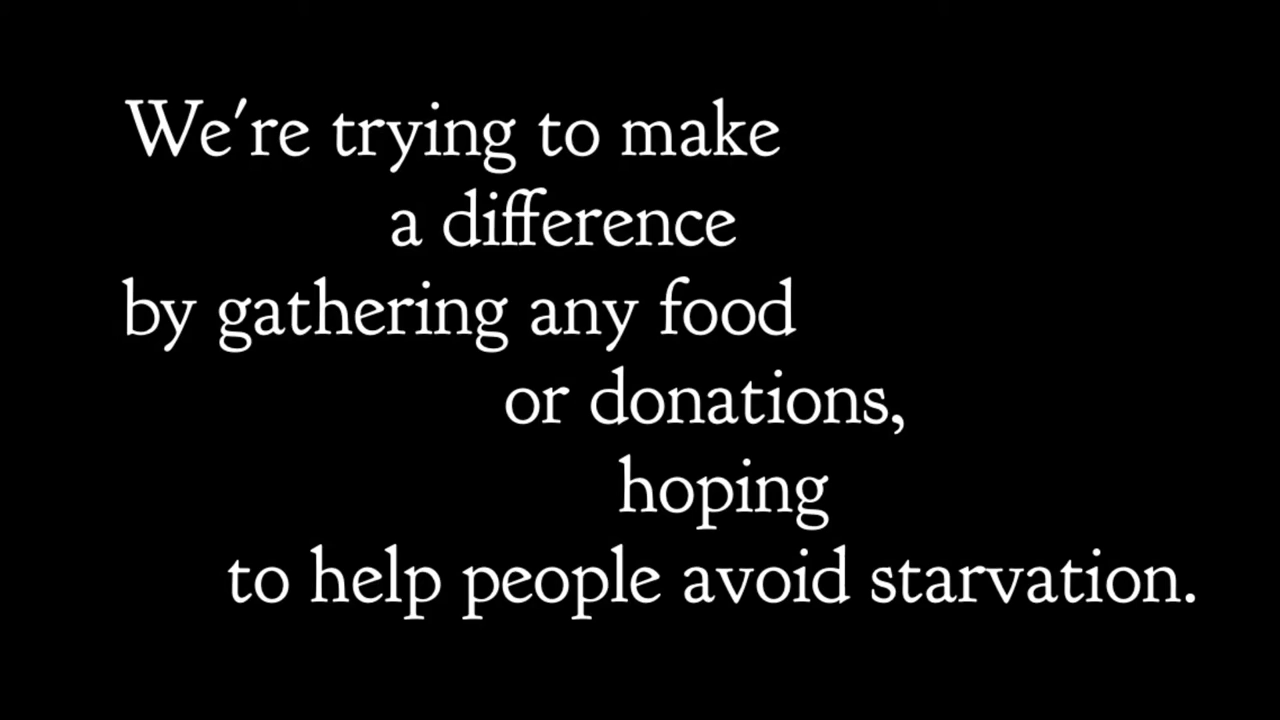 We're trying to make
a difference
by gathering any food
or donations,
hoping
to help people avoid starvation.